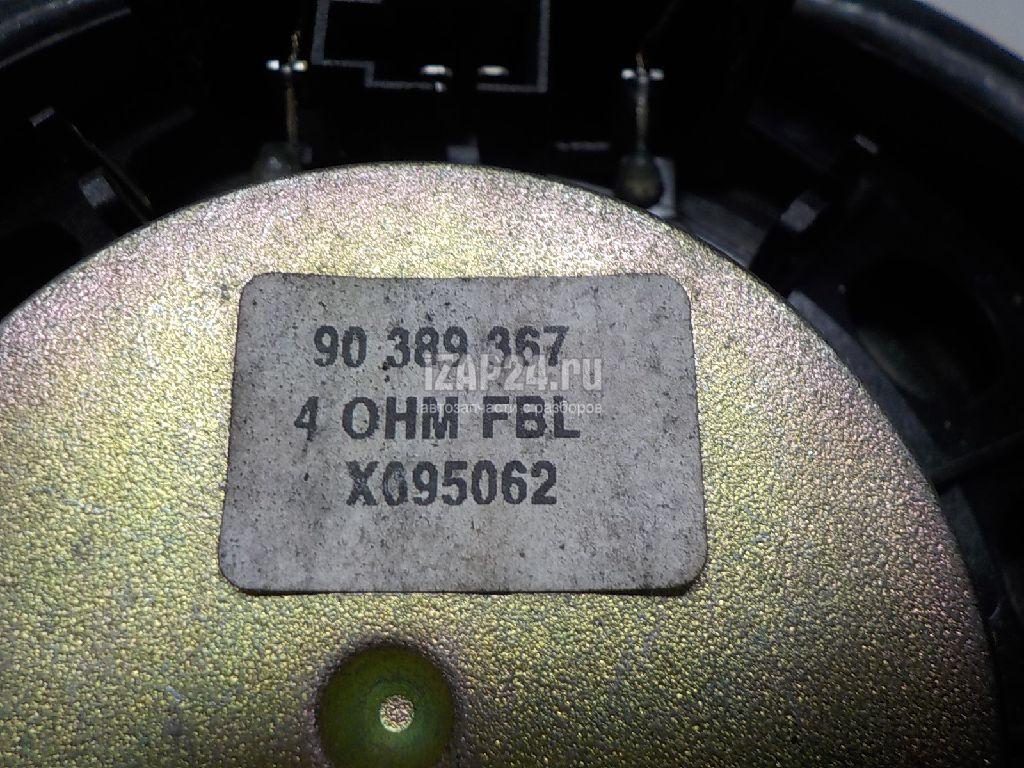 90 389 367
iZAP24.ru
автозапчасти с разборов
4 OHM FBL
X695062